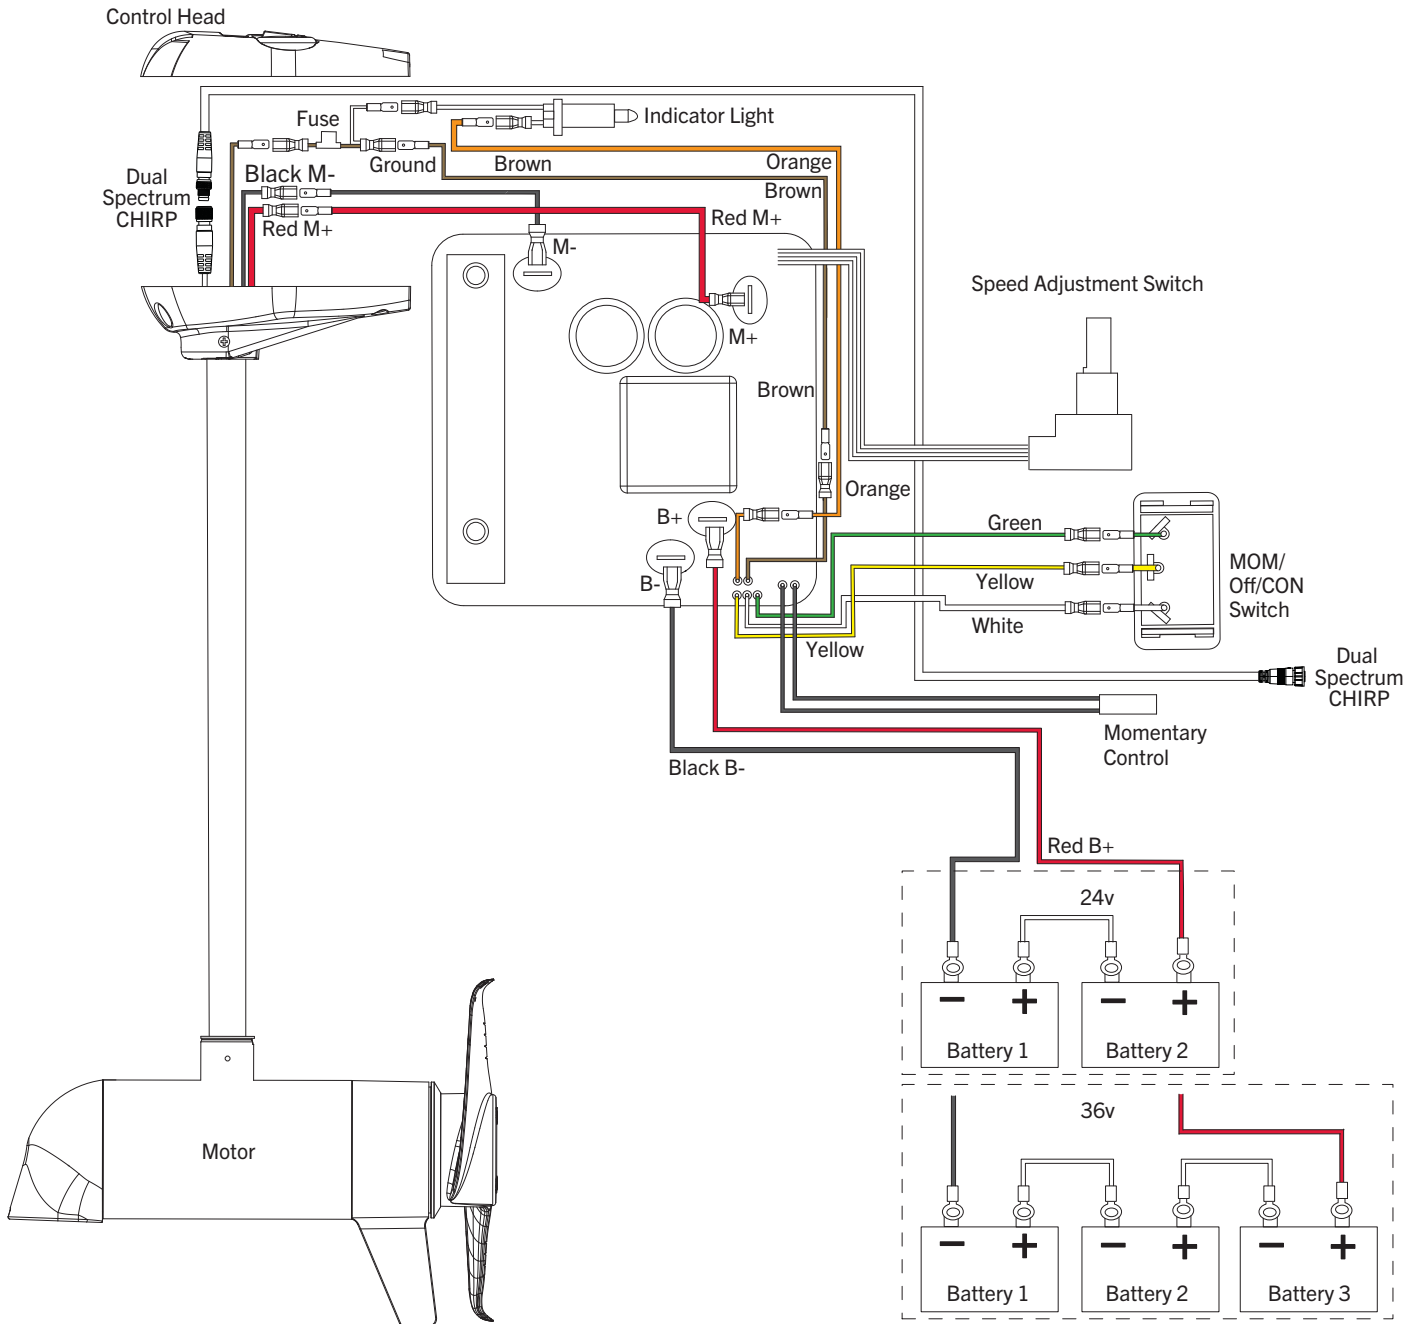 Control Head
Fuse
Indicator Light
Ground
Brown
Orange
Black M-
Brown
Dual
Spectrum
CHIRP
Red M+
Red M+
M-
Speed Adjustment Switch
M+
Brown
Orange
B+
Green
B-
Yellow
MOM/
Off/CON
Switch
White
Yellow
Dual
Spectrum
CHIRP
Momentary
Control
Black B-
Red B+
24v
− + − +
Battery 1 Battery 2
36v
Motor
− + − + − +
Battery 1 Battery 2 Battery 3